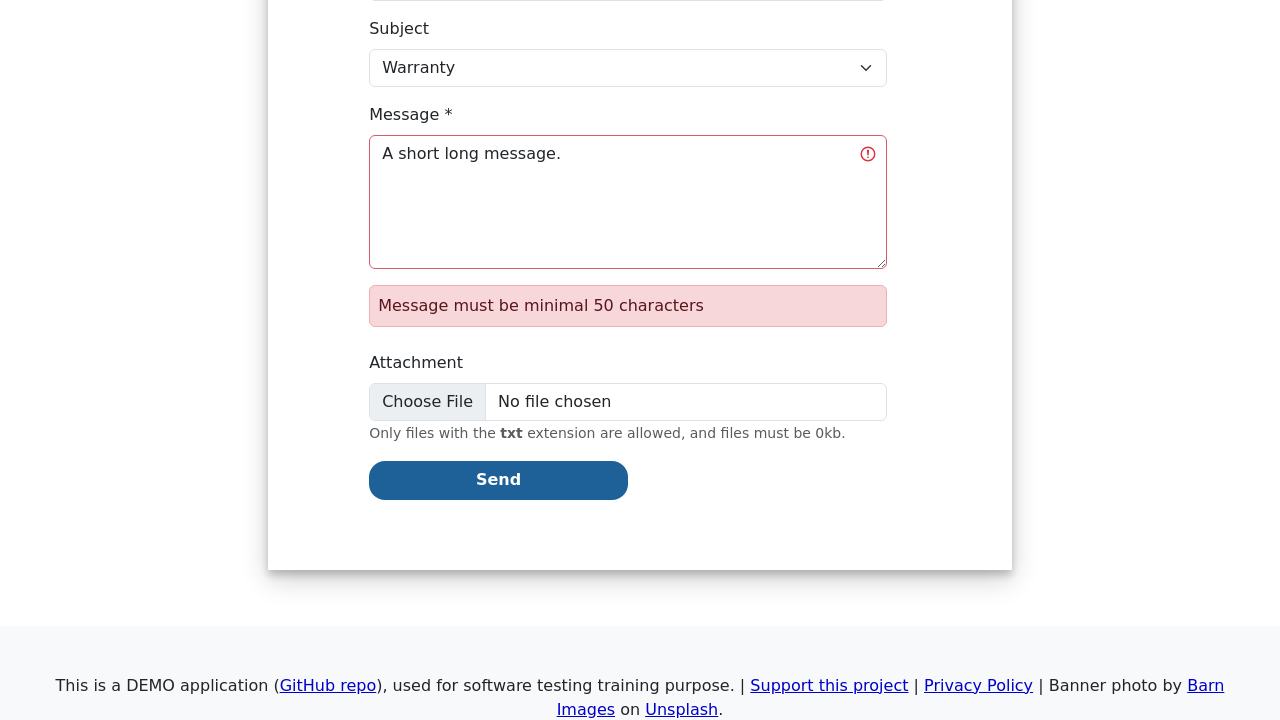 Subject
Warranty
Message *
A short long message.
Message must be minimal 50 characters
Attachment
Choose File No file chosen
Only files with the txt extension are allowed, and files must be 0kb.
Send
This is a DEMO application (GitHub repo), used for software testing training purpose. | Support this project | Privacy Policy | Banner photo by Barn
Images on Unsplash.